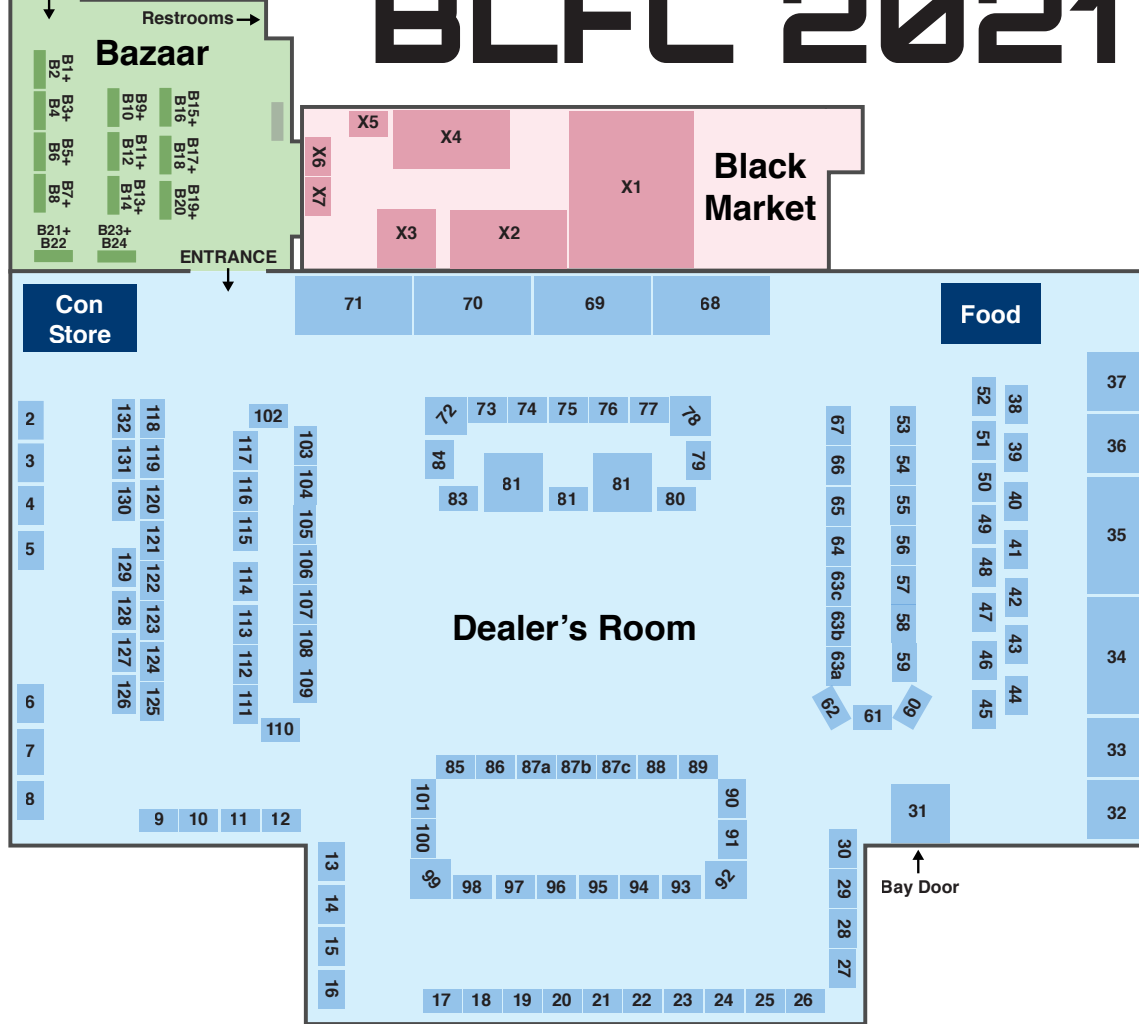 BLFC 2021
Restrooms
Bazaar
B1+
B2
B3+
B4
B5+
B6
B7+
B8
B9+
B10
B11+
B12
B13+
B14
B15+
B16
B17+
B18
B19+
B20
B21+
B22
B23+
B24
ENTRANCE
X5
X4
X6
X7
X3
X2
X1
Black
Market
Con
Store
71
70
69
68
Food
2
3
4
5
6
7
8
132
131
130
129
128
127
126
118
119
120
121
122
123
124
125
102
117
116
115
114
113
112
111
103
104
105
106
107
108
109
110
72
73
74
75
76
77
78
84
79
83
81
81
81
80
Dealer's Room
67
66
65
64
63c
63b
63a
62
61
60
53
54
55
56
57
58
59
52
51
50
49
48
47
46
45
38
39
40
41
42
43
44
37
36
35
34
33
32
31
Bay Door
9
10
11
12
13
14
15
16
85
86
87a
87b
87c
88
89
101
100
99
98
97
96
95
94
93
92
91
90
30
29
28
27
17
18
19
20
21
22
23
24
25
26